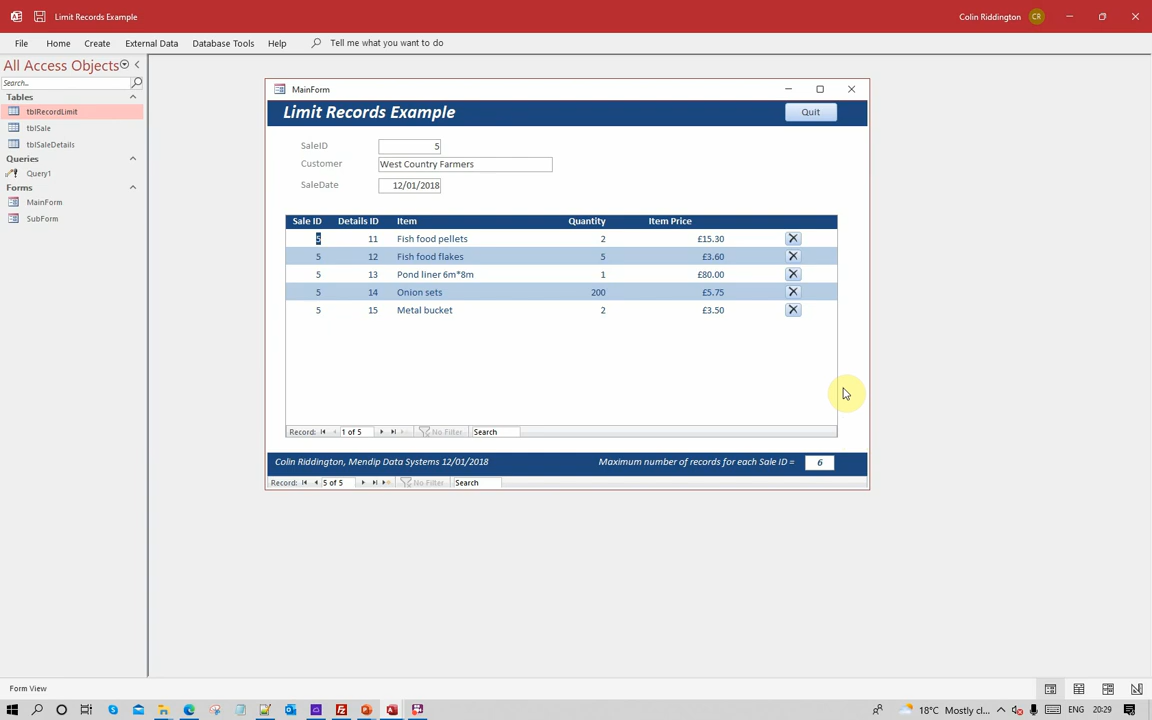 Limit Records Example
Colin Riddington CR
File Home Create External Data Database Tools Help Tell me what you want to do
All Access Objects
Search...
Tables
tblRecordLimit
tblSale
tblSaleDetails
Queries
Query1
Forms
MainForm
SubForm
MainForm
Limit Records Example Quit
SaleID 5
Customer West Country Farmers
SaleDate 12/01/2018
Sale ID Details ID Item Quantity Item Price
5 11 Fish food pellets 2 £15.30
5 12 Fish food flakes 5 £3.60
5 13 Pond liner 6m*8m 1 £80.00
5 14 Onion sets 200 £5.75
5 15 Metal bucket 2 £3.50
Record: 1 of 5 No Filter Search
Colin Riddington, Mendip Data Systems 12/01/2018 Maximum number of records for each Sale ID = 6
Record: 5 of 5 No Filter Search
Form View
18°C Mostly cl... ENG 20:29